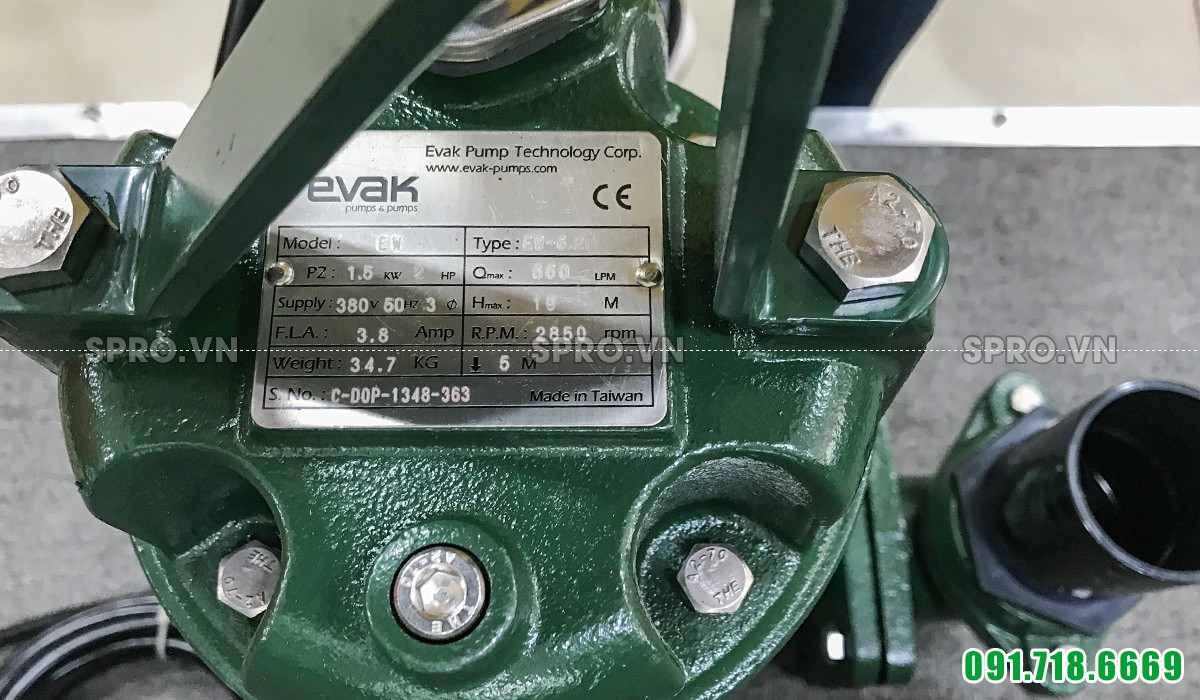 Evak Pump Technology Corp.
www.evak-pumps.com
evak
pumps & pumps
CE
Model : EW Type :
P2 : 1.5 KW 2 HP Qmax : LPM
Supply : 380 V 50 HZ 3 Φ Hmax : 19 M
F.L.A. : 3.8 Amp R.P.M. : 2850 rpm
Weight : 34.7 KG ↓ 5 M
S. No. : C-DOP-1348-363 Made in Taiwan
A2-70
THE
THE
A2-70
THE
A2-70
THE
SPRO.VN SPRO.VN SPRO.VN
091.718.6669